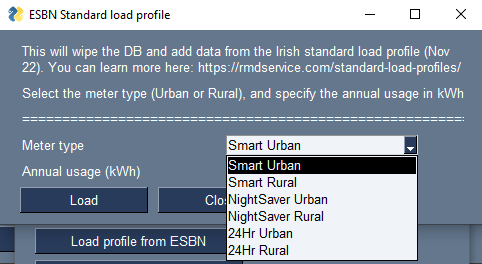 ESBN Standard load profile
This will wipe the DB and add data from the Irish standard load profile (Nov
22). You can learn more here: https://rmdservice.com/standard-load-profiles/
Select the meter type (Urban or Rural), and specify the annual usage in kWh
================================================================
Meter type
Smart Urban
Smart Urban
Smart Rural
Annual usage (kWh)
NightSaver Urban
Load
Clo
NightSaver Rural
24Hr Urban
Load profile from ESBN
24Hr Rural